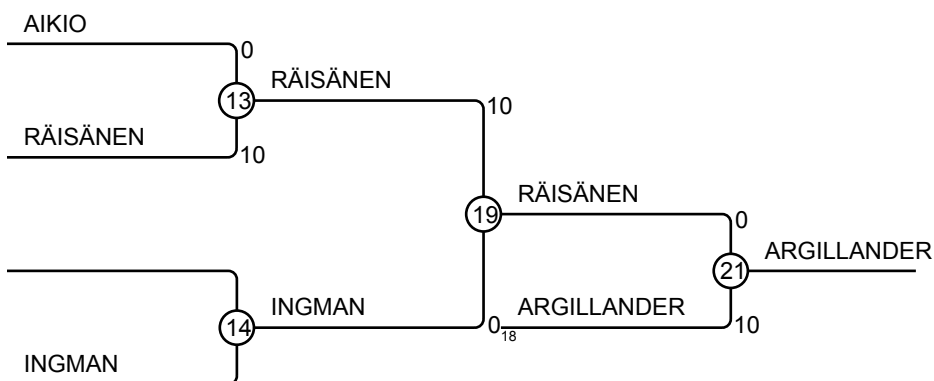 AIKIO
0
13
RÄISÄNEN
10
RÄISÄNEN
10
19
RÄISÄNEN
0
21
ARGILLANDER
14
INGMAN
0
18
ARGILLANDER
10
INGMAN